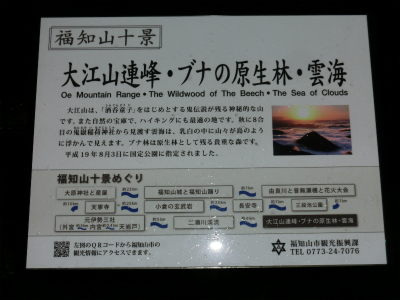 福知山十景
大江山連峰・ブナの原生林・雲海
Oe Mountain Range・The Wildwood of The Beech・The Sea of Clouds
大江山は、「酒呑童子」をはじめとする鬼伝説が残る神秘的な山
です。また自然の宝庫で、ハイキングにも最適の地です。秋に8合
目の鬼嶽稲荷神社から見渡す雲海は、乳白の中に山々が島のよう
に浮かんで見えます。ブナ林は原生林として残る貴重な森です。
平成19年8月3日に国定公園に指定されました。
福知山十景めぐり
大原神社と産屋
福知山城と福知山踊り
由良川と音無瀬橋と花火大会
天寧寺
小倉の玄武岩
長安寺
三段池公園
元伊勢三社
(外宮
内宮
天岩戸)
二瀬川渓流
大江山連峰・ブナの原生林・雲海
左図のQRコードから福知山市の
観光情報にアクセスできます。
福知山市観光振興課
TEL 0773-24-7076